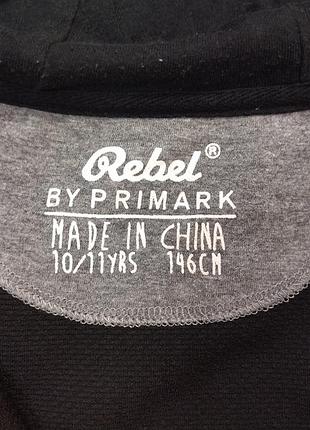 Rebel®
BY PRIMARK
MADE IN CHINA
10/11YRS 146CM